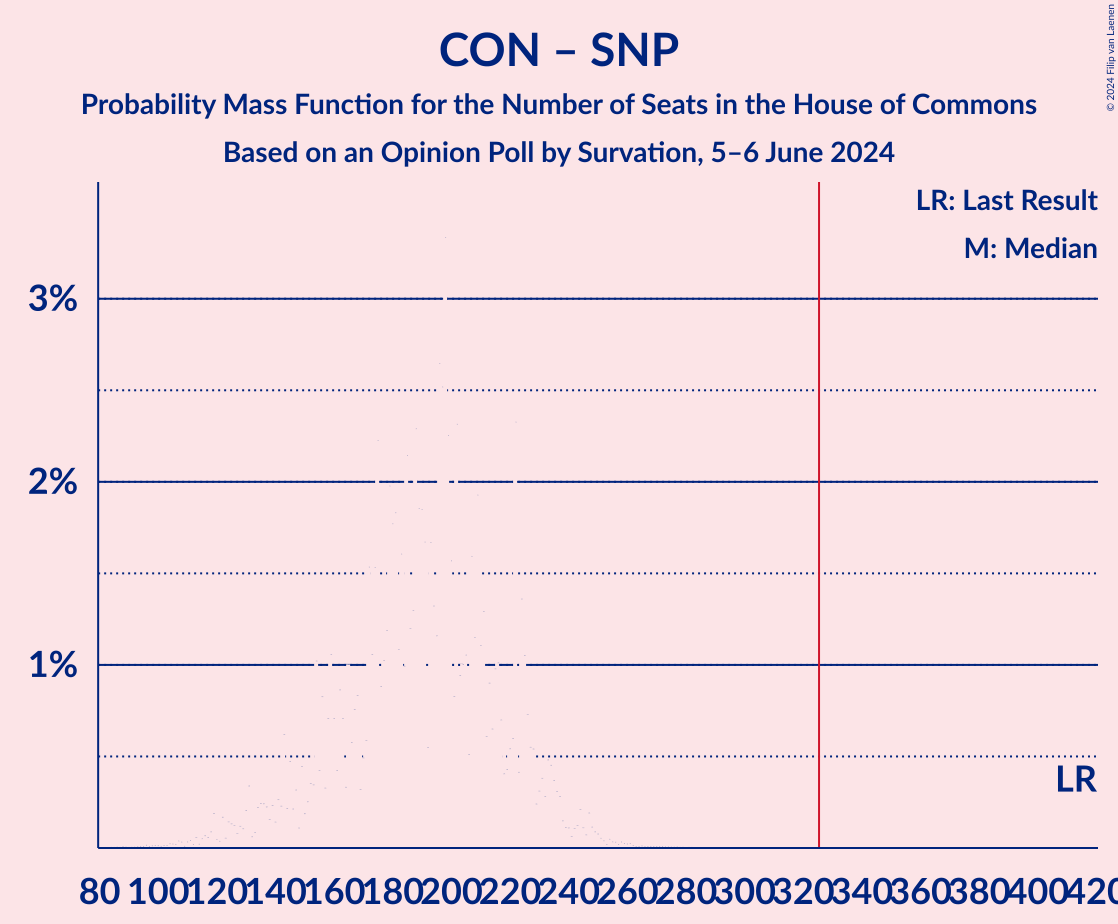 CON – SNP
Probability Mass Function for the Number of Seats in the House of Commons
Based on an Opinion Poll by Survation, 5–6 June 2024
© 2024 Filip van Laenen
LR: Last Result
M: Median
3%
2%
1%
LR
80 100 120 140 160 180 200 220 240 260 280 300 320 340 360 380 400 420